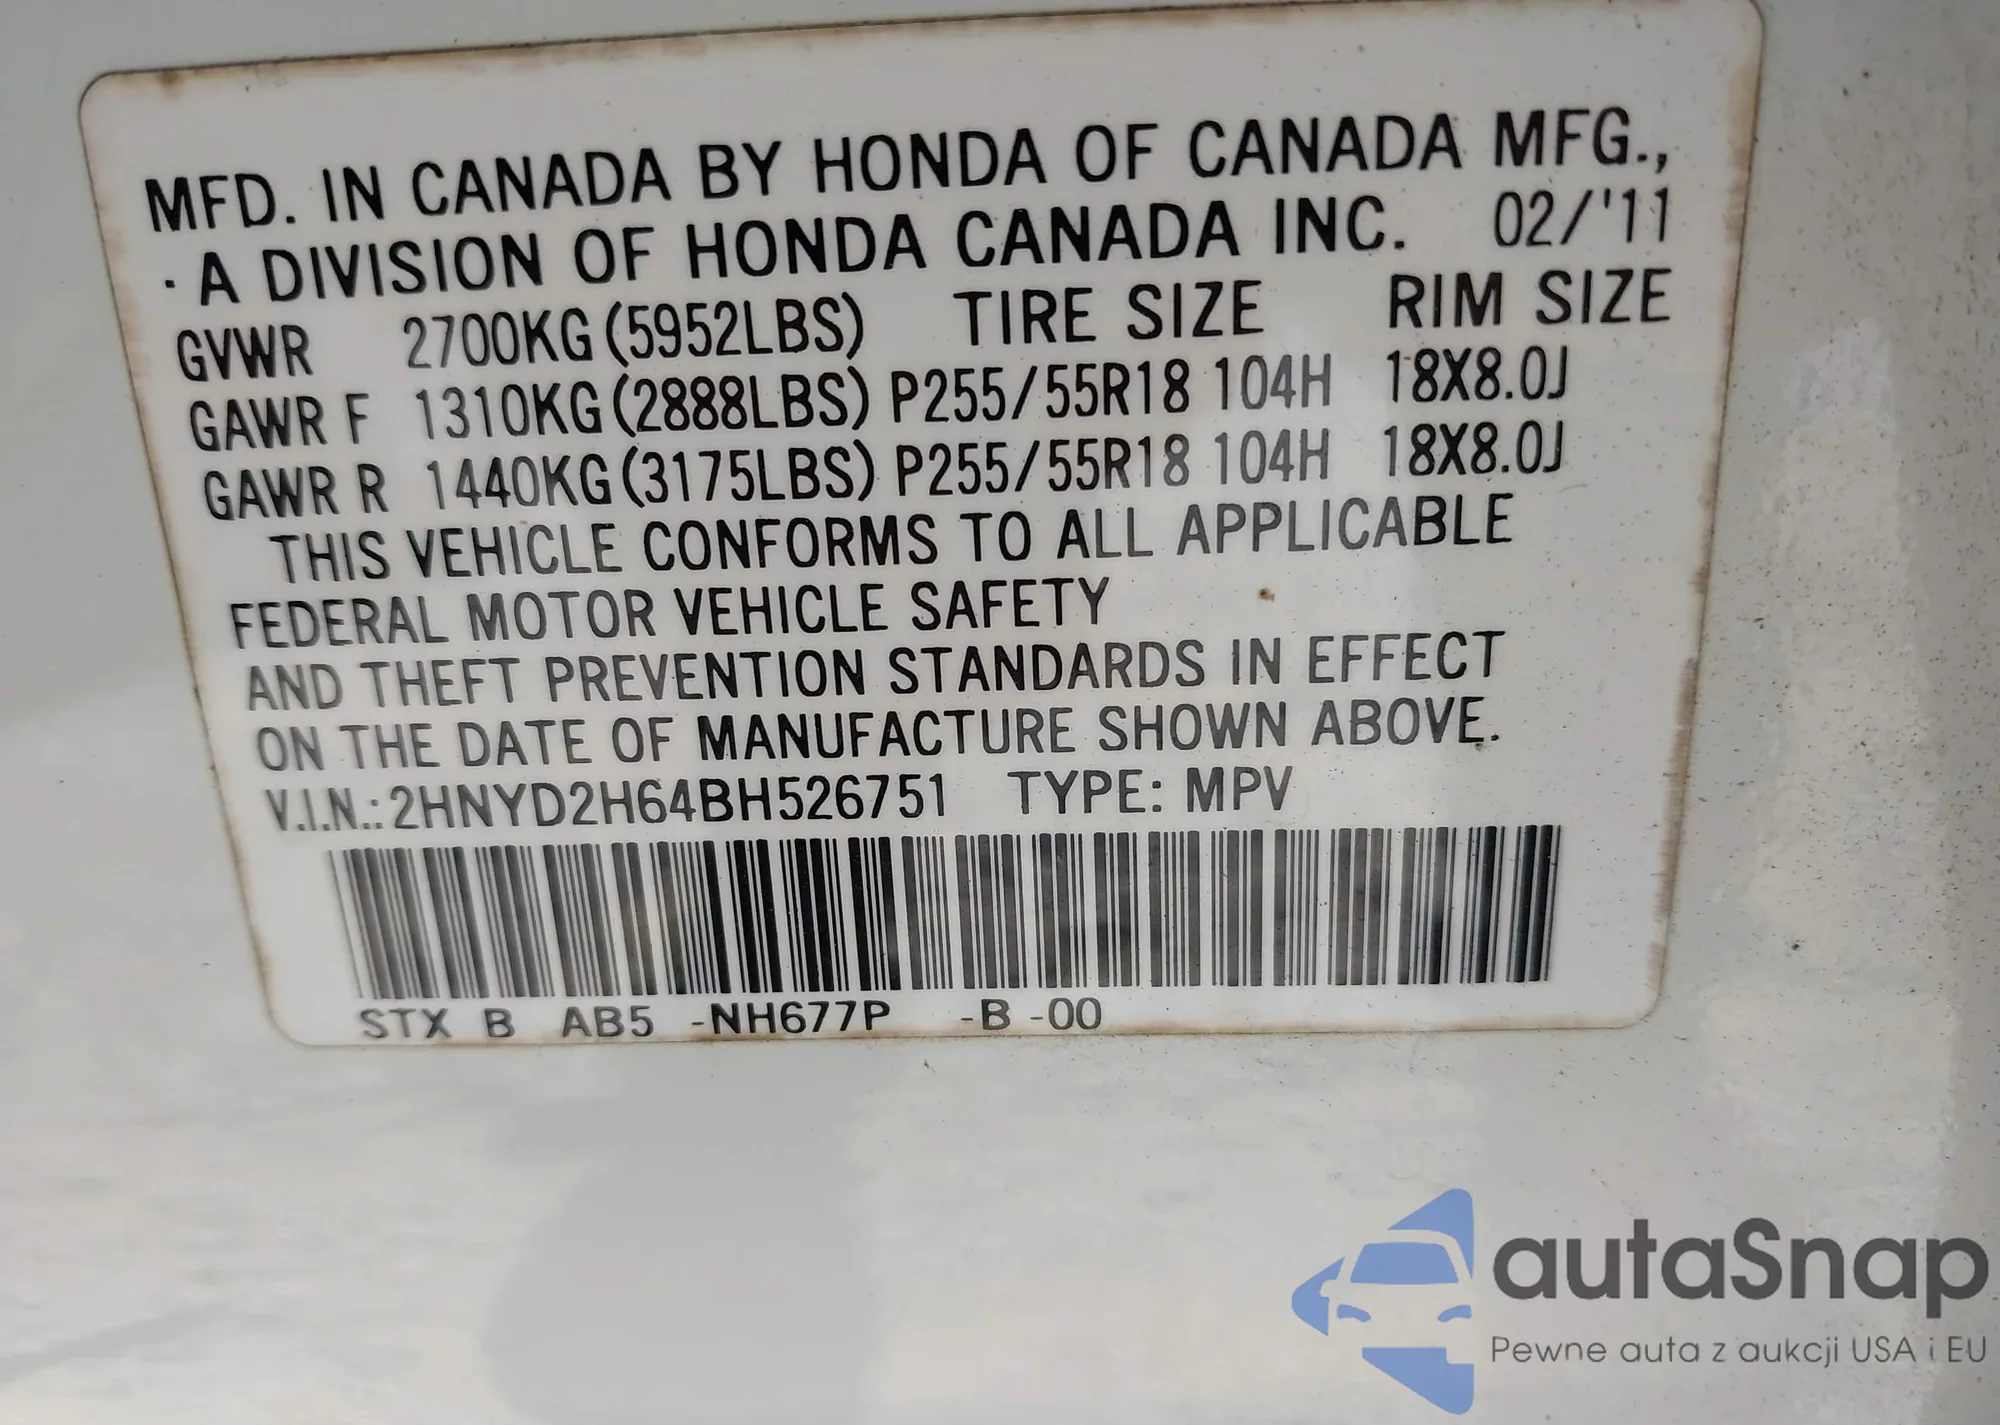 MFD. IN CANADA BY HONDA OF CANADA MFG.,
· A DIVISION OF HONDA CANADA INC. 02/'11
GVWR 2700KG (5952LBS) TIRE SIZE RIM SIZE
GAWR F 1310KG (2888LBS) P255/55R18 104H 18X8.0J
GAWR R 1440KG (3175LBS) P255/55R18 104H 18X8.0J
THIS VEHICLE CONFORMS TO ALL APPLICABLE
FEDERAL MOTOR VEHICLE SAFETY
AND THEFT PREVENTION STANDARDS IN EFFECT
ON THE DATE OF MANUFACTURE SHOWN ABOVE.
V.I.N.: 2HNYD2H64BH526751 TYPE: MPV
STX B AB5 -NH677P -B -00
autaSnap
Pewne auta z aukcji USA i EU